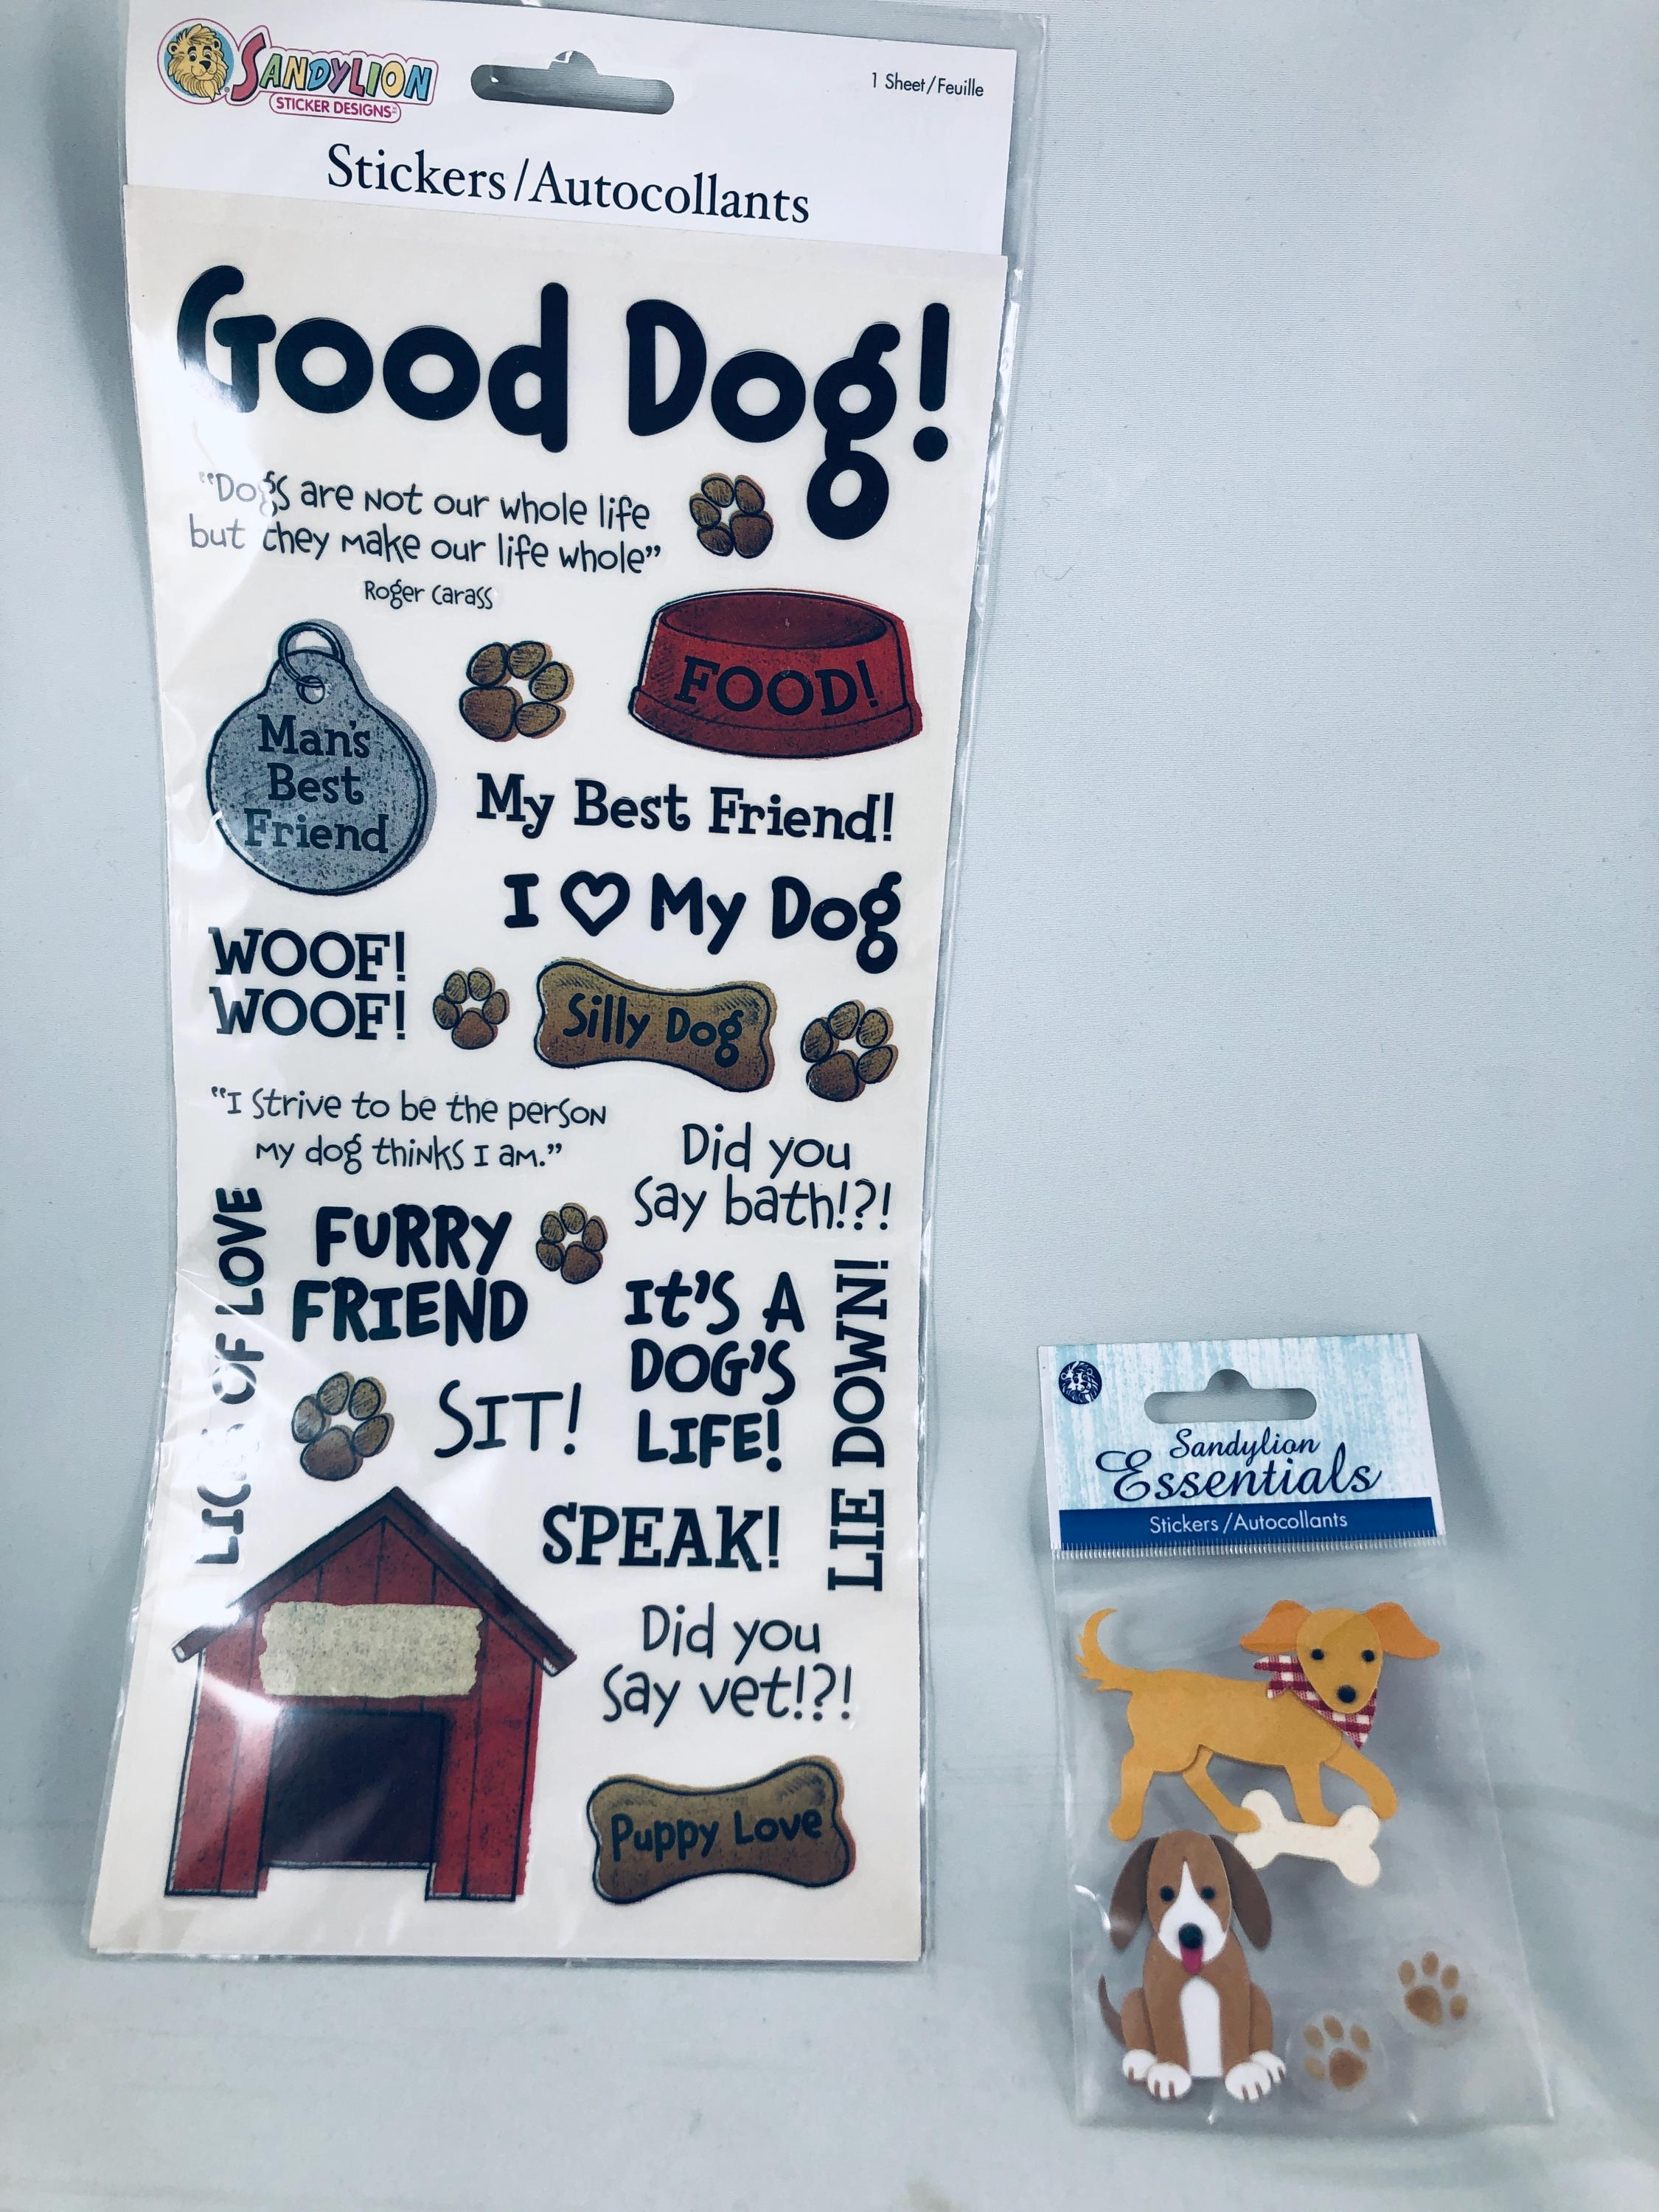 SANDYLION
STICKER DESIGNS
1 Sheet/Feuille
Stickers/Autocollants
Good Dog!
"Dogs are not our whole life
but they make our life whole"
Roger Carass
FOOD!
Man's
Best
Friend
My Best Friend!
I ♡ My Dog
WOOF!
WOOF!
Silly Dog
"I strive to be the person
my dog thinks I am."
Did you
say bath!?!
OF LOVE
FURRY
FRIEND
It's A
DOG'S
LIFE!
LIE DOWN!
SIT!
SPEAK!
Did you
say vet!?!
Puppy Love
Sandylion
Essentials
Stickers/Autocollants